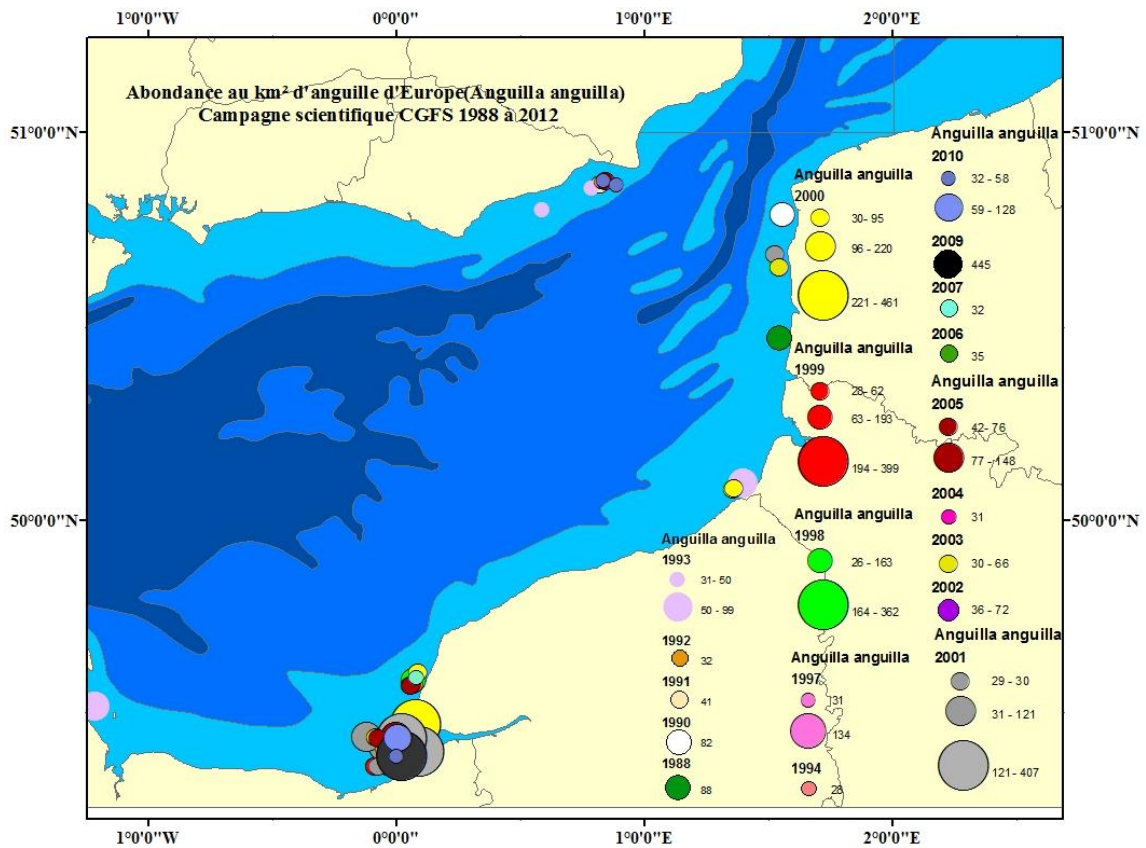 1°0'0"W
0°0'0"
1°0'0"E
2°0'0"E
Abondance au km² d'anguille d'Europe(Anguilla anguilla)
Campagne scientifique CGFS 1988 à 2012
51°0'0"N
51°0'0"N
50°0'0"N
50°0'0"N
Anguilla anguilla
1993
31- 50
50 - 99
1992
32
1991
41
1990
82
1988
88
Anguilla anguilla
2000
30 - 95
96 - 220
221 - 461
Anguilla anguilla
1999
28- 62
63 - 193
194 - 399
Anguilla anguilla
1998
26 - 163
164 - 362
Anguilla anguilla
1997
31
134
1994
28
Anguilla anguilla
2010
32 - 58
59 - 128
2009
445
2007
32
2006
35
Anguilla anguilla
2005
42- 76
77 - 148
2004
31
2003
30 - 66
2002
36 - 72
Anguilla anguilla
2001
29 - 30
31 - 121
121 - 407
1°0'0"W
0°0'0"
1°0'0"E
2°0'0"E